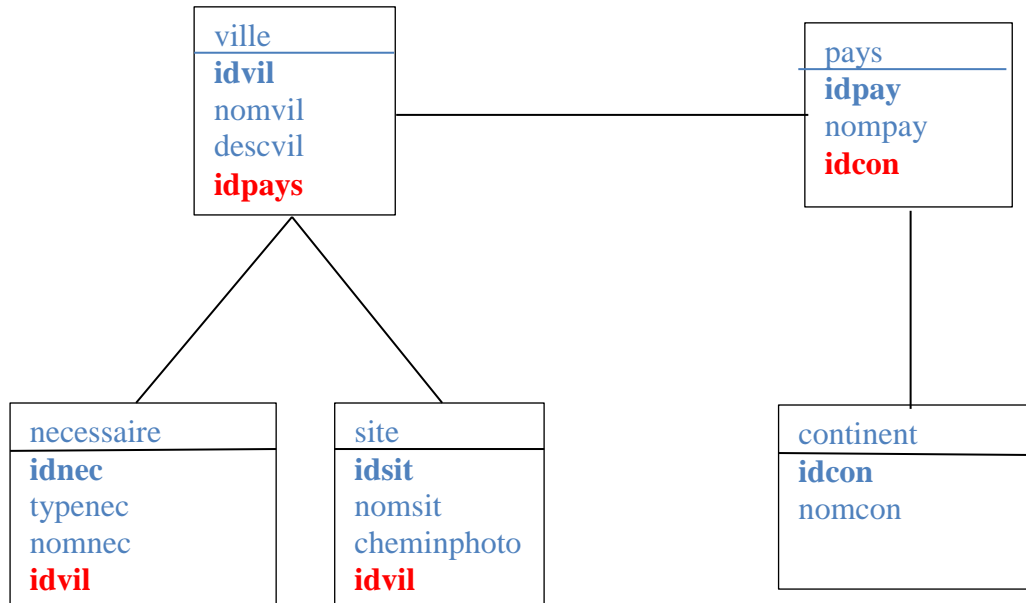 ville
idvil
nomvil
descvil
idpays
pays
idpay
nompay
idcon
necessaire
idnec
typenec
nomnec
idvil
site
idsit
nomsit
cheminphoto
idvil
continent
idcon
nomcon